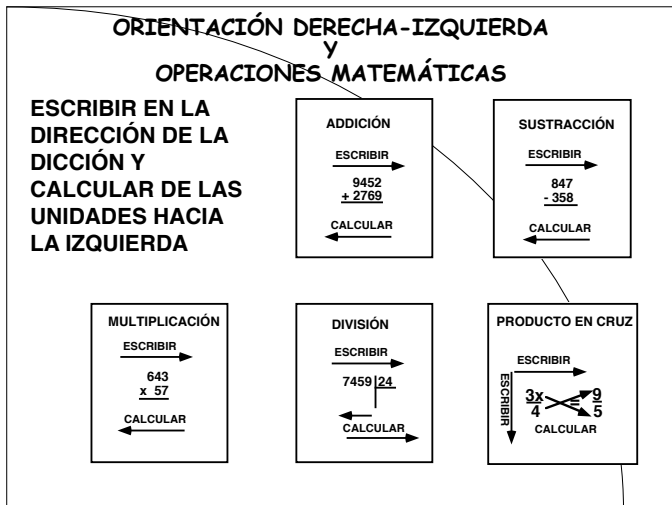 ORIENTACIÓN DERECHA-IZQUIERDA
Y
OPERACIONES MATEMÁTICAS
ESCRIBIR EN LA
DIRECCIÓN DE LA
DICCIÓN Y
CALCULAR DE LAS
UNIDADES HACIA
LA IZQUIERDA
ADDICIÓN
ESCRIBIR
9452
+ 2769
CALCULAR
SUSTRACCIÓN
ESCRIBIR
847
- 358
CALCULAR
MULTIPLICACIÓN
ESCRIBIR
643
x 57
CALCULAR
DIVISIÓN
ESCRIBIR
7459 24
CALCULAR
PRODUCTO EN CRUZ
ESCRIBIR
ESCRIBIR
3x = 9
4 5
CALCULAR